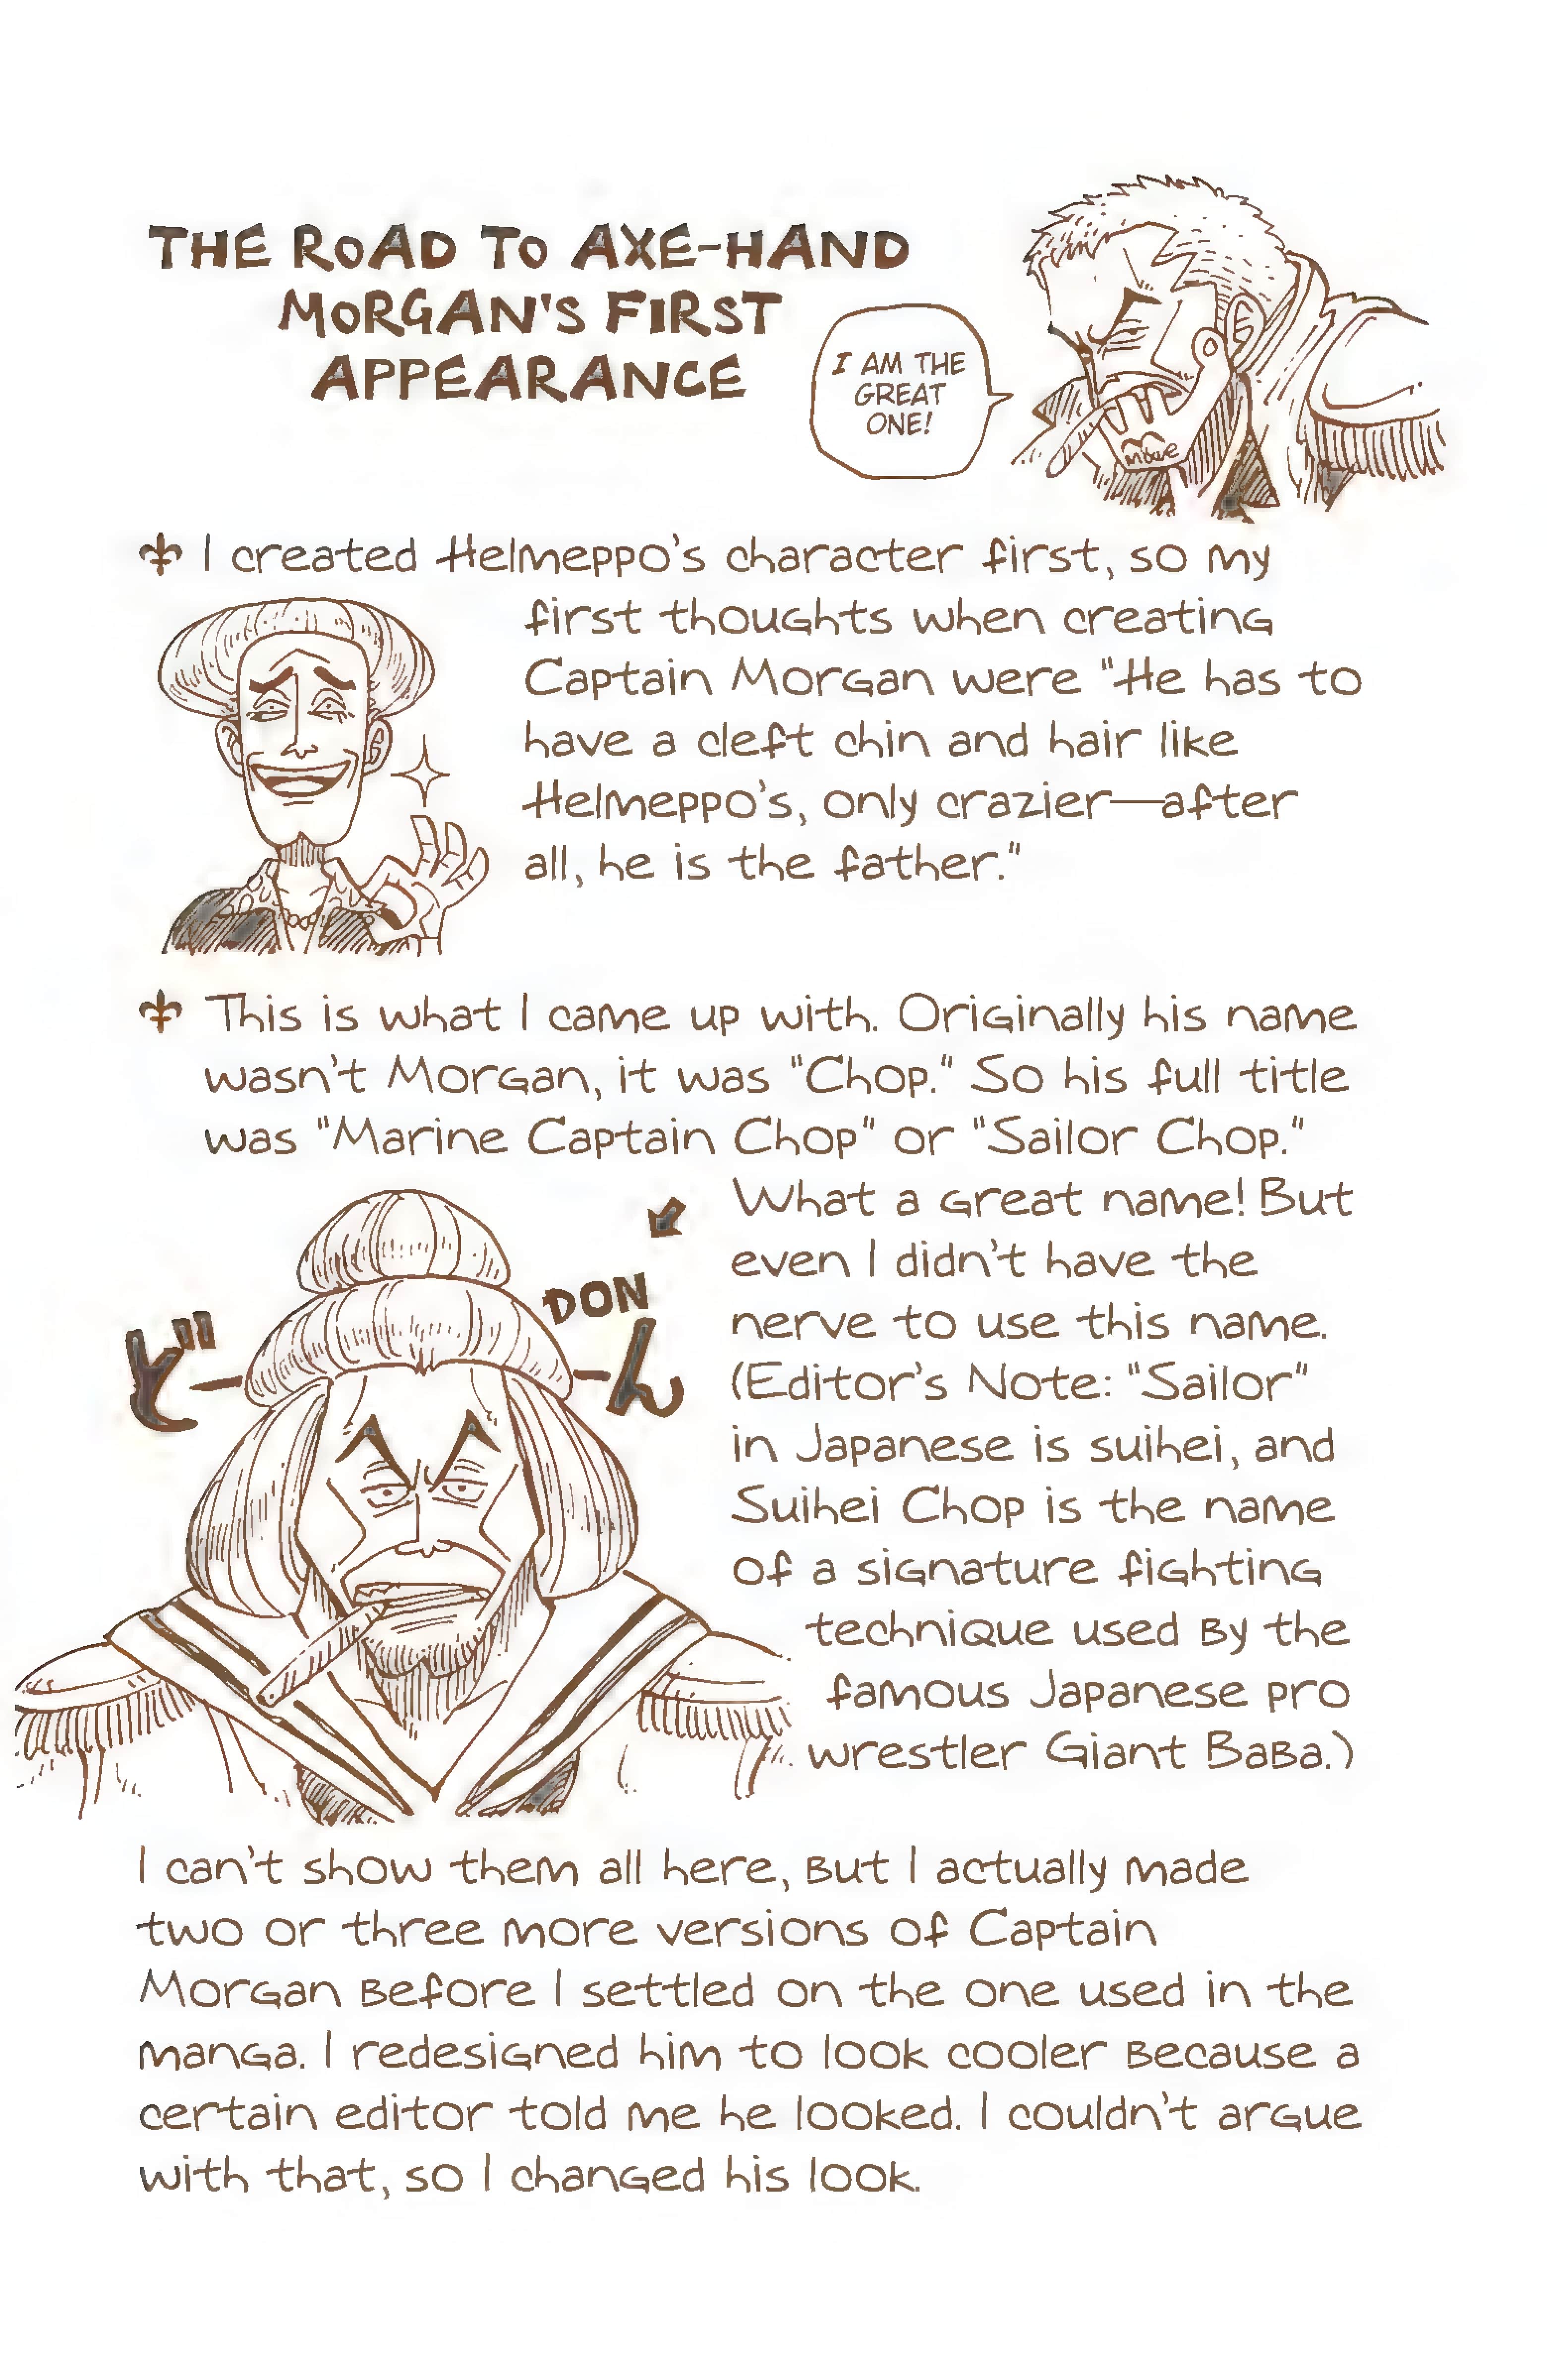 THE ROAD TO AXE-HAND
MORGAN'S FIRST
APPEARANCE
I AM THE
GREAT
ONE!
morgan
⚜ I created Helmeppo's character first, so my
first thoughts when creating
Captain Morgan were "He has to
have a cleft chin and hair like
Helmeppo's, only crazier—after
all, he is the father."
⚜ This is what I came up with. Originally his name
wasn't Morgan, it was "Chop." So his full title
was "Marine Captain Chop" or "Sailor Chop."
What a great name! But
even I didn't have the
nerve to use this name.
(Editor's Note: "Sailor"
in Japanese is suihei, and
Suihei Chop is the name
of a signature fighting
technique used by the
famous Japanese pro
wrestler Giant Baba.)
DON
どーん
I can't show them all here, but I actually made
two or three more versions of Captain
Morgan before I settled on the one used in the
manga. I redesigned him to look cooler because a
certain editor told me he looked. I couldn't argue
with that, so I changed his look.